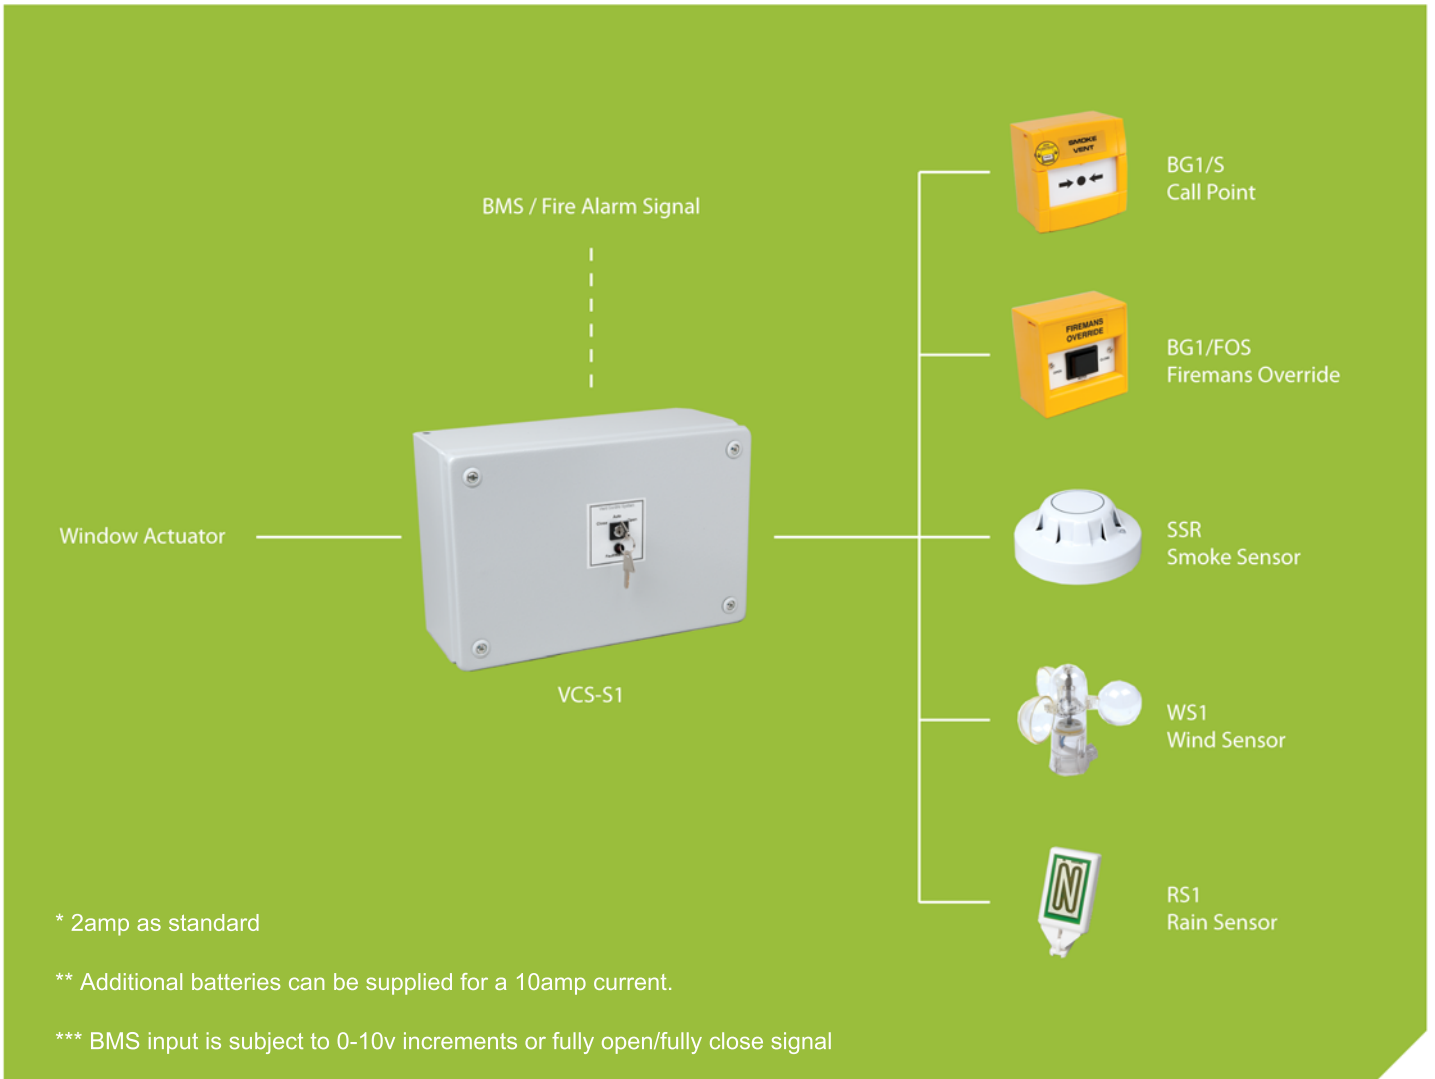 SMOKE
VENT
BG1/S
Call Point
BMS / Fire Alarm Signal
FIREMANS
OVERRIDE
BG1/FOS
Firemans Override
Window Actuator
SSR
Smoke Sensor
VCS-S1
WS1
Wind Sensor
RS1
Rain Sensor
* 2amp as standard
** Additional batteries can be supplied for a 10amp current.
*** BMS input is subject to 0-10v increments or fully open/fully close signal